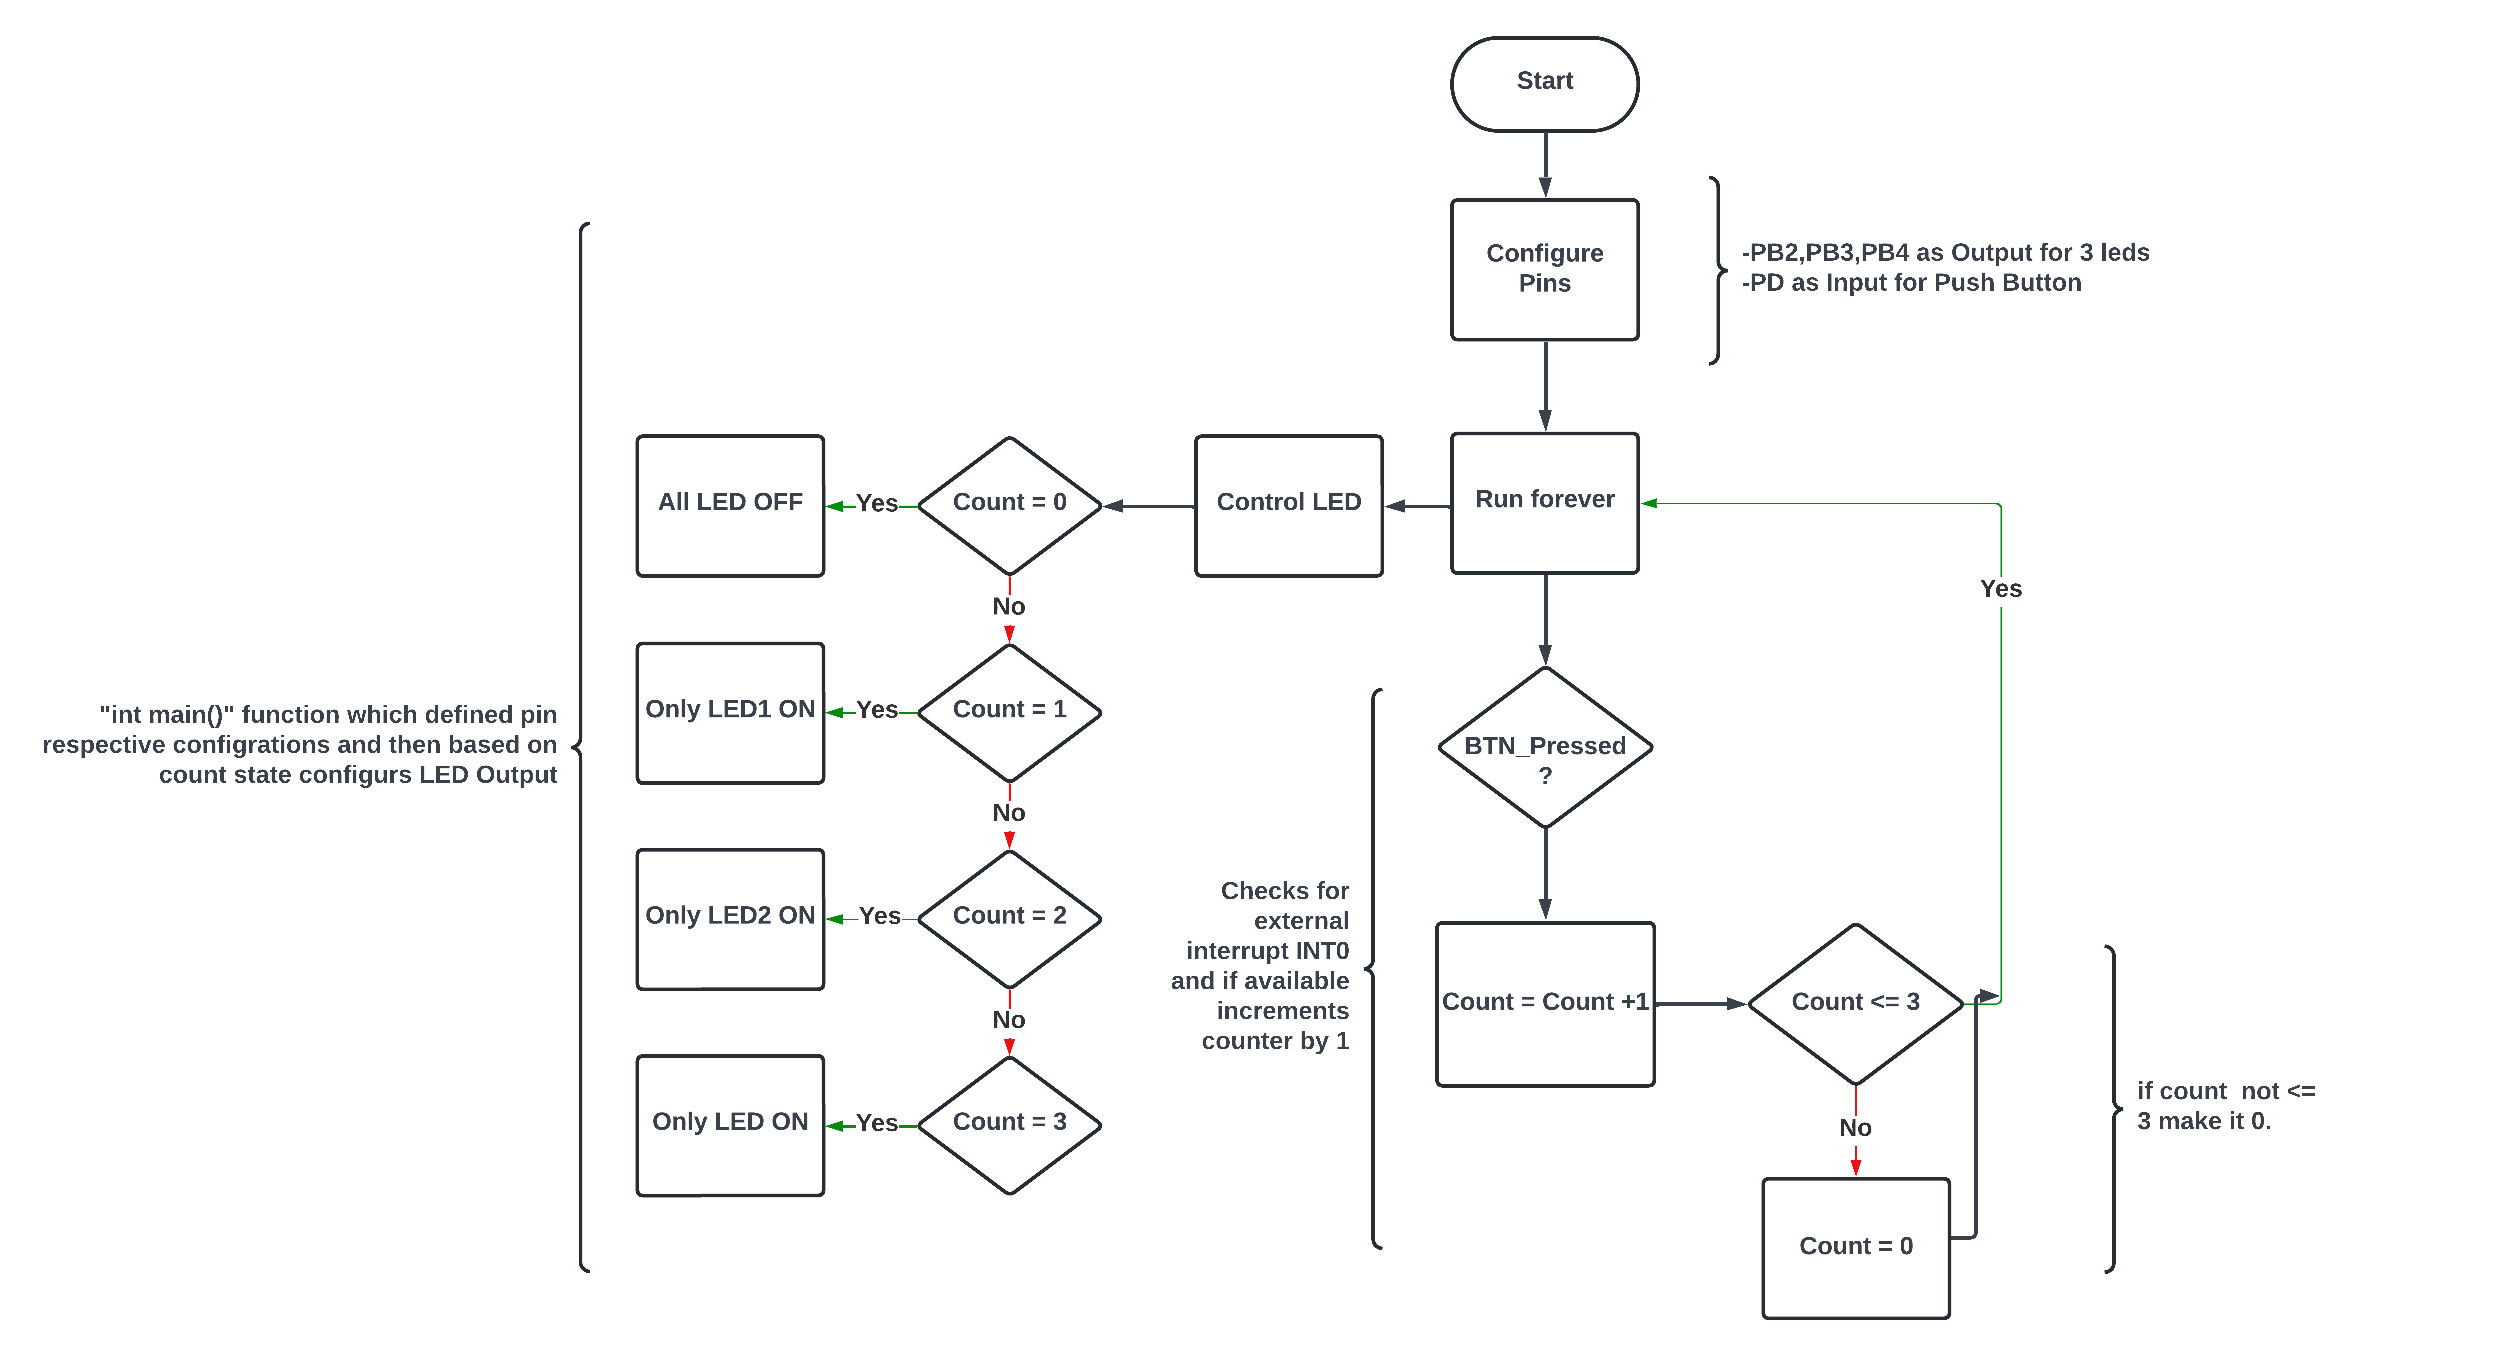 Start
Configure
Pins
-PB2,PB3,PB4 as Output for 3 leds
-PD as Input for Push Button
All LED OFF
Yes
Count = 0
Control LED
Run forever
Yes
No
Only LED1 ON
Yes
Count = 1
"int main()" function which defined pin
respective configrations and then based on
count state configurs LED Output
BTN_Pressed
?
No
Only LED2 ON
Yes
Count = 2
Checks for
external
interrupt INT0
and if available
increments
counter by 1
Count = Count +1
Count <= 3
No
Only LED ON
Yes
Count = 3
No
if count  not <=
3 make it 0.
Count = 0